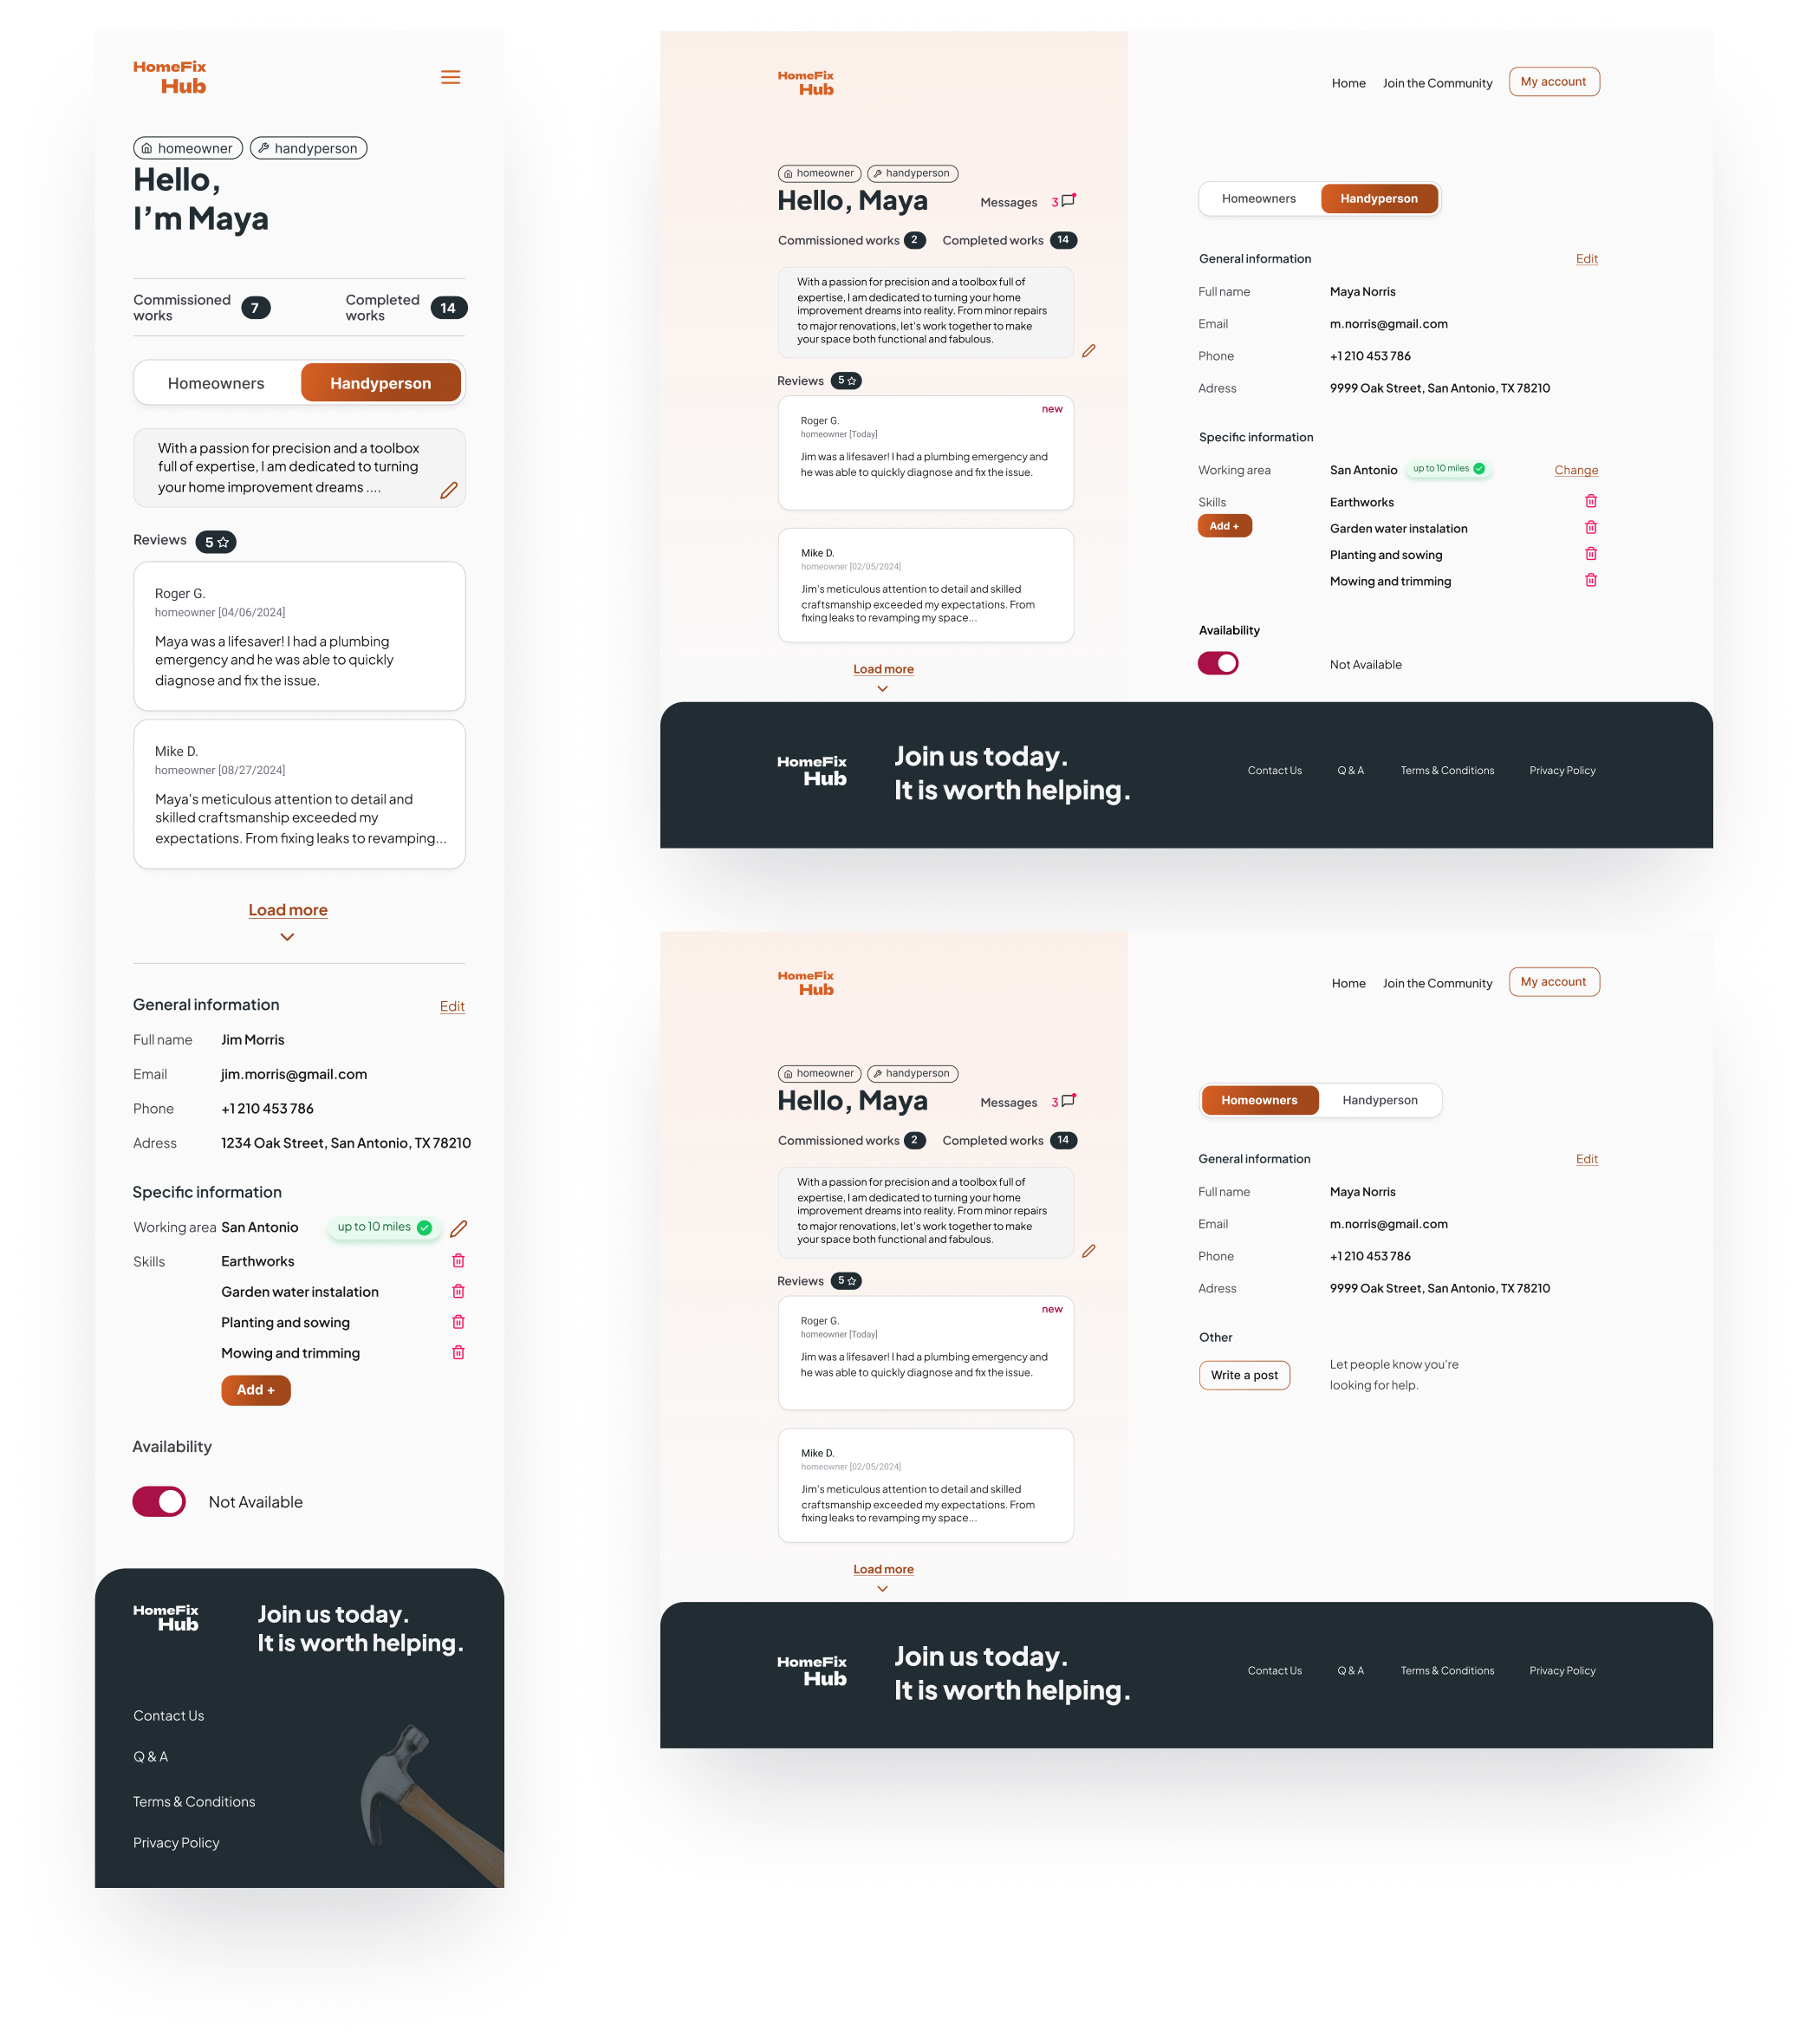 HomeFix
Hub
homeowner handyperson
Hello,
I'm Maya
Commissioned
works
7
Completed
works
14
Homeowners Handyperson
With a passion for precision and a toolbox
full of expertise, I am dedicated to turning
your home improvement dreams ....
Reviews 5
Roger G.
homeowner [04/06/2024]
Maya was a lifesaver! I had a plumbing
emergency and he was able to quickly
diagnose and fix the issue.
Mike D.
homeowner [08/27/2024]
Maya's meticulous attention to detail and
skilled craftsmanship exceeded my
expectations. From fixing leaks to revamping...
Load more
General information Edit
Full name Jim Morris
Email jim.morris@gmail.com
Phone +1 210 453 786
Adress 1234 Oak Street, San Antonio, TX 78210
Specific information
Working area San Antonio up to 10 miles
Skills Earthworks
Garden water instalation
Planting and sowing
Mowing and trimming
Add +
Availability
Not Available
HomeFix
Hub
Join us today.
It is worth helping.
Contact Us
Q & A
Terms & Conditions
Privacy Policy
HomeFix
Hub
Home Join the Community My account
homeowner handyperson
Hello, Maya Messages 3
Commissioned works 2 Completed works 14
With a passion for precision and a toolbox full of
expertise, I am dedicated to turning your home
improvement dreams into reality. From minor repairs
to major renovations, let's work together to make
your space both functional and fabulous.
Reviews 5
new
Roger G.
homeowner [Today]
Jim was a lifesaver! I had a plumbing emergency and
he was able to quickly diagnose and fix the issue.
Mike D.
homeowner [02/05/2024]
Jim's meticulous attention to detail and skilled
craftsmanship exceeded my expectations. From
fixing leaks to revamping my space...
Load more
Homeowners Handyperson
General information Edit
Full name Maya Norris
Email m.norris@gmail.com
Phone +1 210 453 786
Adress 9999 Oak Street, San Antonio, TX 78210
Specific information
Working area San Antonio up to 10 miles Change
Skills Earthworks
Add +
Garden water instalation
Planting and sowing
Mowing and trimming
Availability
Not Available
HomeFix
Hub
Join us today.
It is worth helping.
Contact Us Q & A Terms & Conditions Privacy Policy
HomeFix
Hub
Home Join the Community My account
homeowner handyperson
Hello, Maya Messages 3
Commissioned works 2 Completed works 14
With a passion for precision and a toolbox full of
expertise, I am dedicated to turning your home
improvement dreams into reality. From minor repairs
to major renovations, let's work together to make
your space both functional and fabulous.
Reviews 5
new
Roger G.
homeowner [Today]
Jim was a lifesaver! I had a plumbing emergency and
he was able to quickly diagnose and fix the issue.
Mike D.
homeowner [02/05/2024]
Jim's meticulous attention to detail and skilled
craftsmanship exceeded my expectations. From
fixing leaks to revamping my space...
Load more
Homeowners Handyperson
General information Edit
Full name Maya Norris
Email m.norris@gmail.com
Phone +1 210 453 786
Adress 9999 Oak Street, San Antonio, TX 78210
Other
Write a post
Let people know you're
looking for help.
HomeFix
Hub
Join us today.
It is worth helping.
Contact Us Q & A Terms & Conditions Privacy Policy